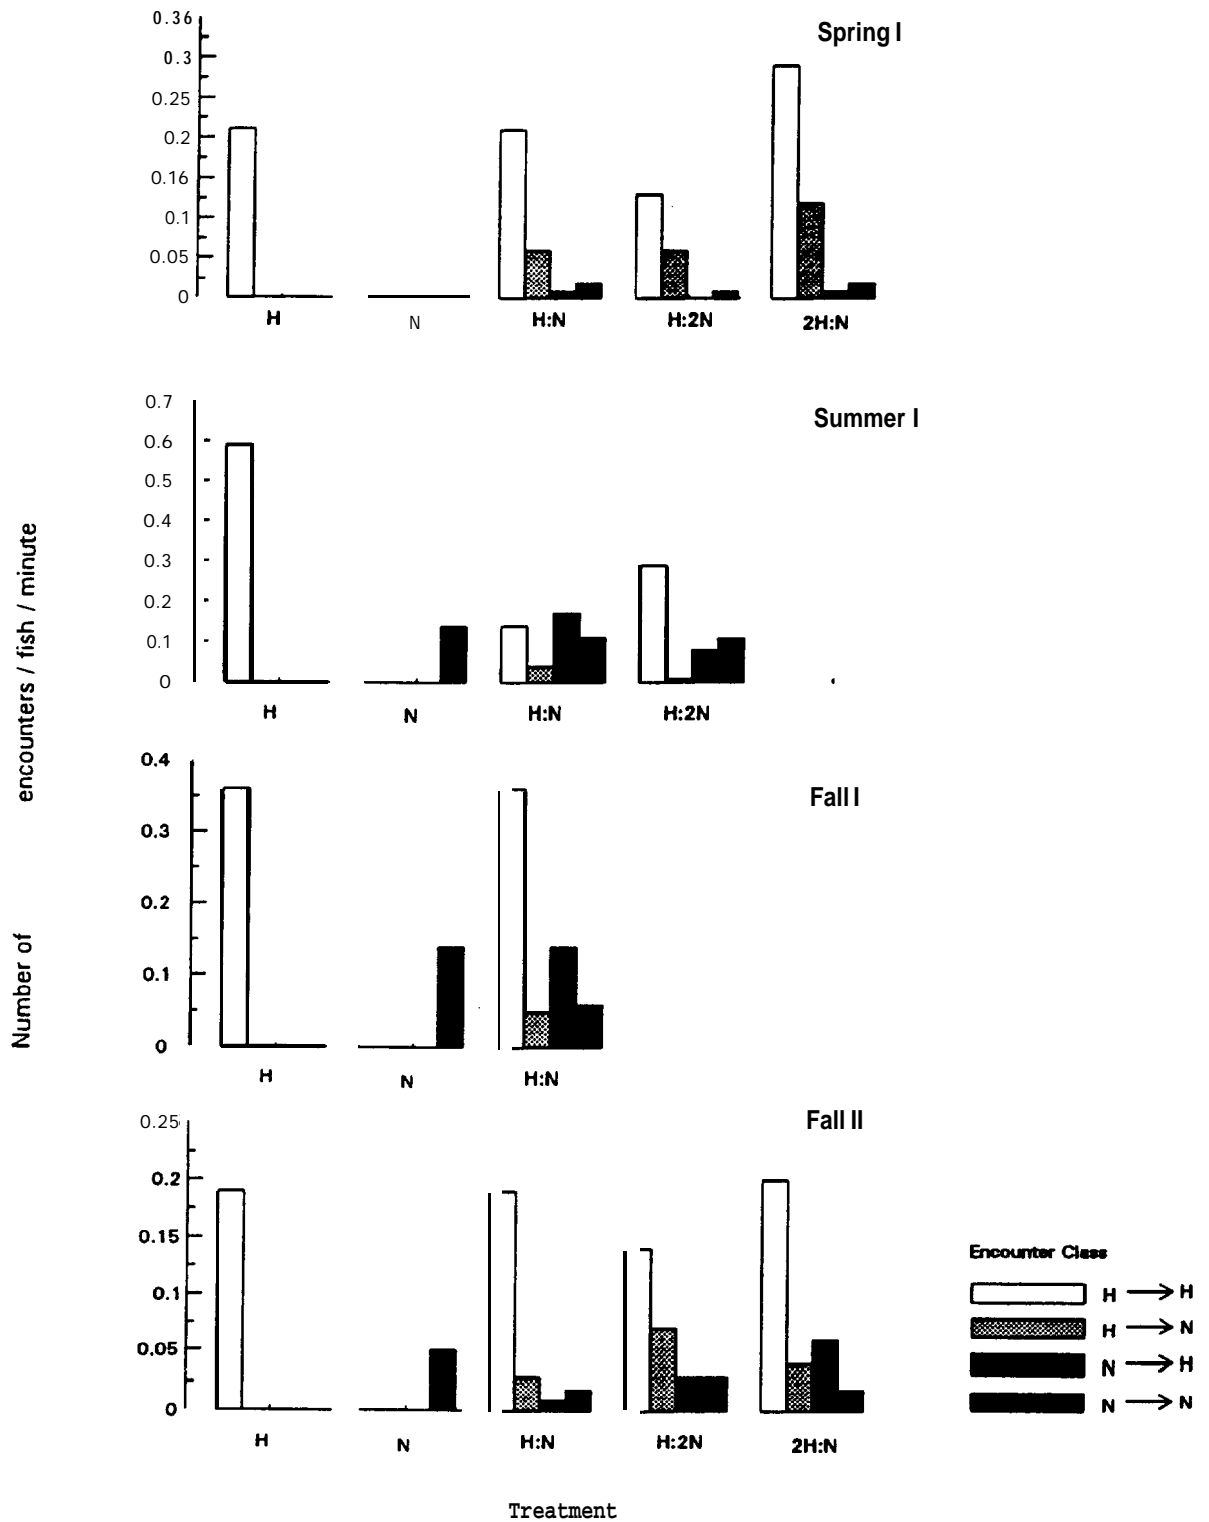 Spring I
0.36
0.3
0.25
0.2
0.16
0.1
0.05
0
H N H:N H:2N 2H:N
Summer I
0.7
0.6
0.5
0.4
0.3
0.2
0.1
0
H N H:N H:2N
Number of encounters / fish / minute
Fall I
0.4
0.3
0.2
0.1
0
H N H:N
Fall II
0.25
0.2
0.15
0.1
0.05
0
H N H:N H:2N 2H:N
Encounter Class
H → H
H → N
N → H
N → N
Treatment